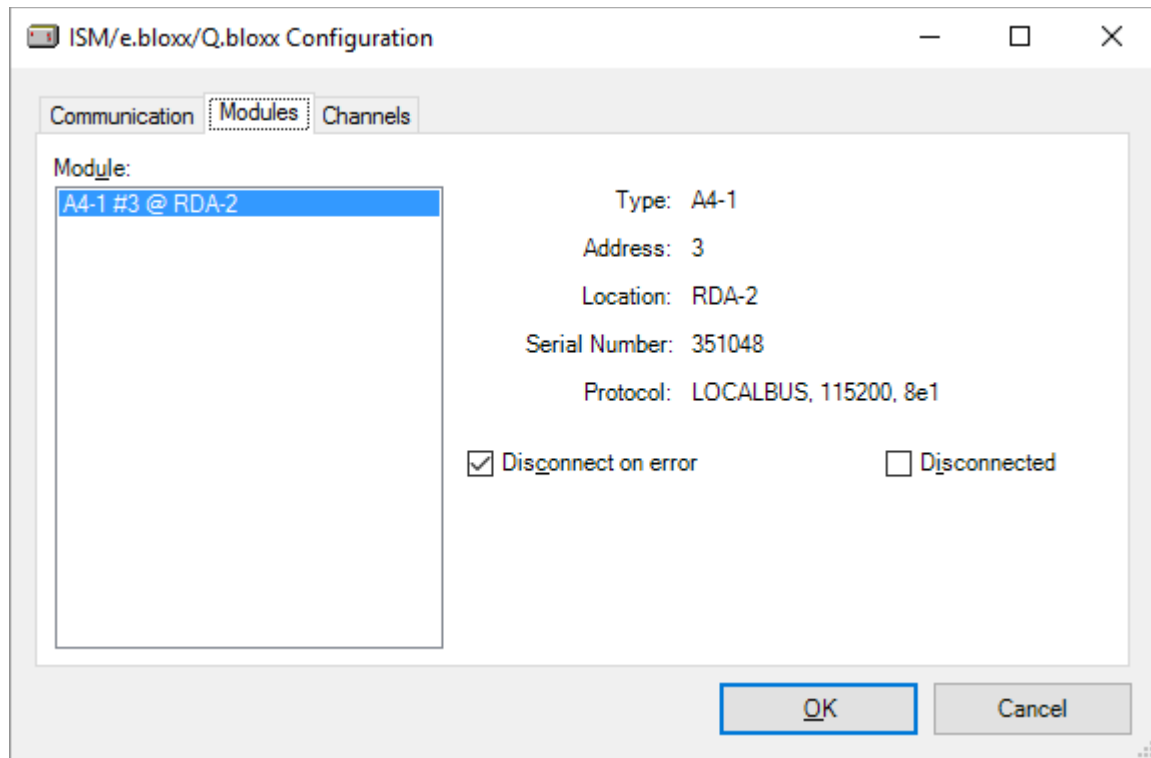 ISM/e.bloxx/Q.bloxx Configuration
Communication Modules Channels
Module:
A4-1 #3 @ RDA-2
Type: A4-1
Address: 3
Location: RDA-2
Serial Number: 351048
Protocol: LOCALBUS, 115200, 8e1
Disconnect on error Disconnected
OK Cancel